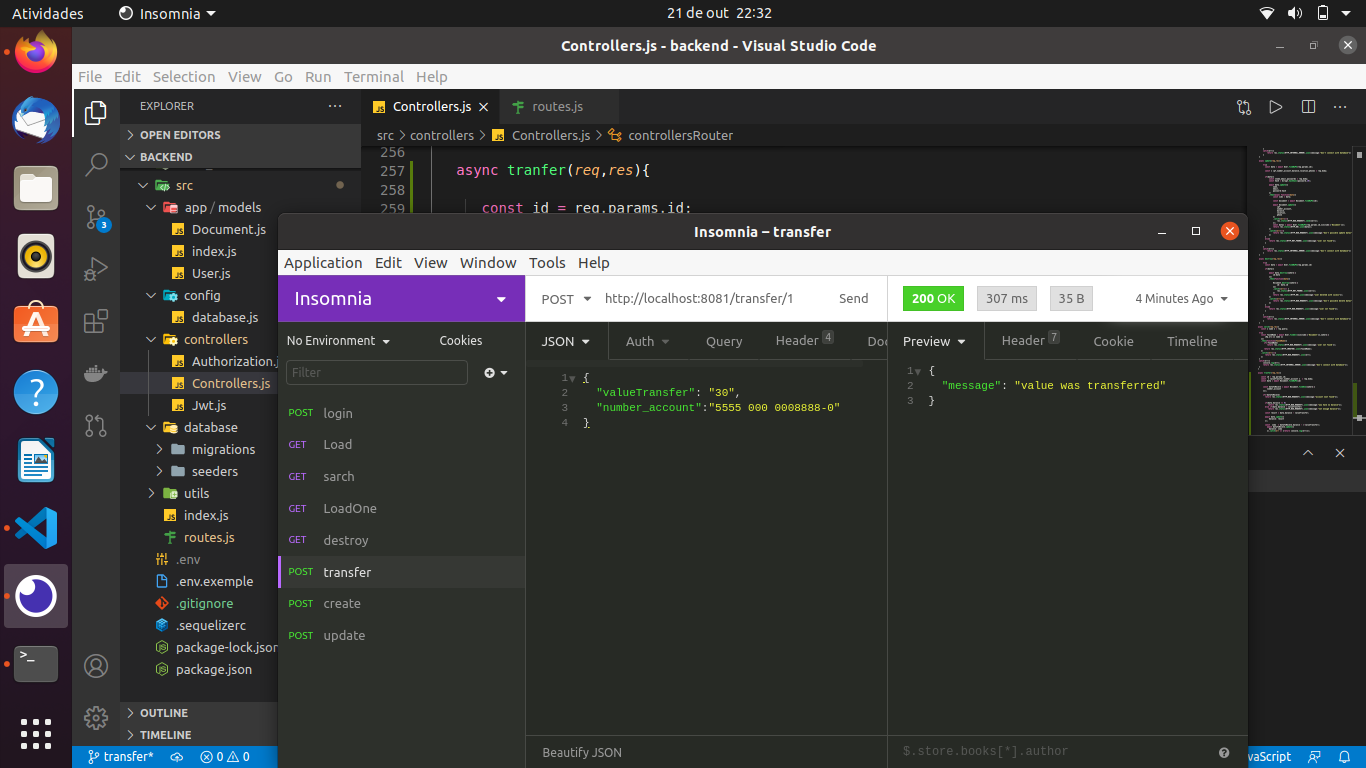 Atividades
Insomnia
21 de out 22:32
Controllers.js - backend - Visual Studio Code
File Edit Selection View Go Run Terminal Help
EXPLORER
Controllers.js
routes.js
OPEN EDITORS
src > controllers > Controllers.js > controllersRouter
BACKEND
src
app / models
Document.js
index.js
User.js
config
database.js
controllers
Authorization.j
Controllers.js
Jwt.js
database
migrations
seeders
utils
index.js
routes.js
.env
.env.exemple
.gitignore
.sequelizerc
package-lock.json
package.json
OUTLINE
TIMELINE
3
transfer*
0 0
256
257 async tranfer(req,res){
258
259 const id = req.params.id;
Insomnia – transfer
Application Edit View Window Tools Help
Insomnia
POST http://localhost:8081/transfer/1 Send
200 OK 307 ms 35 B 4 Minutes Ago
No Environment Cookies
JSON Auth Query Header 4 Doc
Preview Header 7 Cookie Timeline
Filter
POST login
GET Load
GET sarch
GET LoadOne
GET destroy
POST transfer
POST create
POST update
1 {
2 "valueTransfer": "30",
3 "number_account":"5555 000 0008888-0"
4 }
1 {
2 "message": "value was transferred"
3 }
Beautify JSON
$.store.books[*].author
vaScript